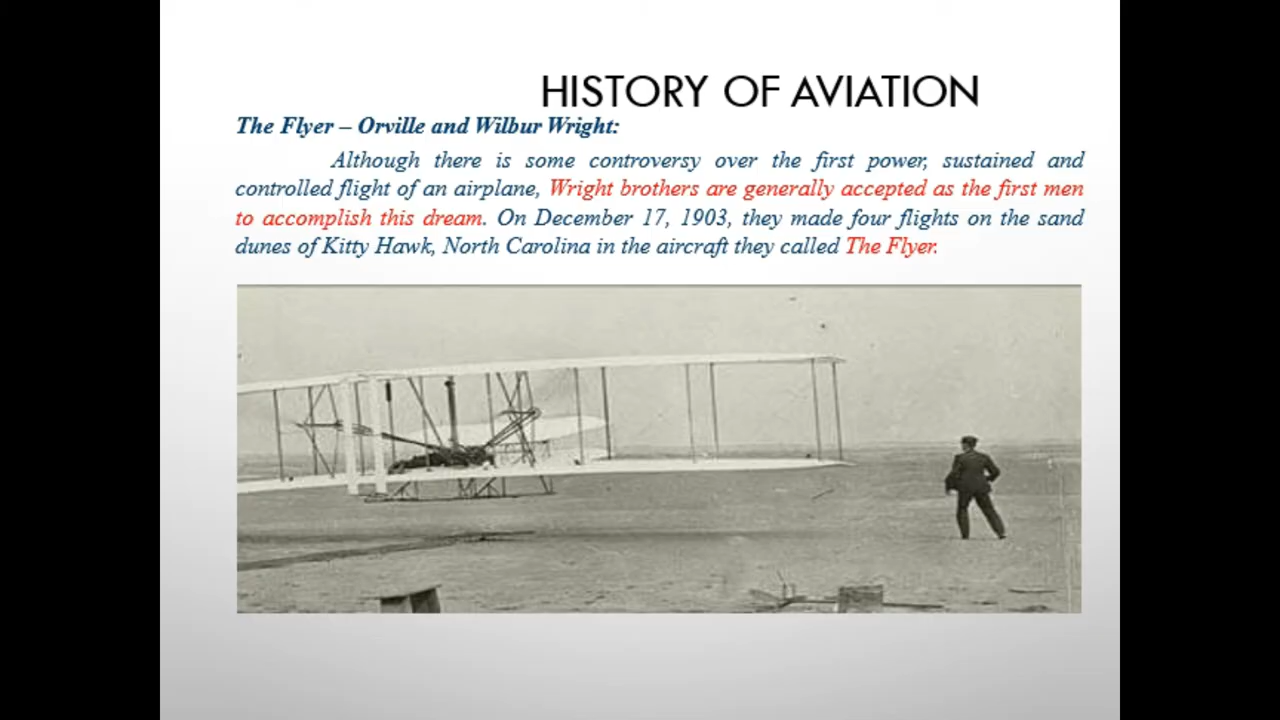 HISTORY OF AVIATION
The Flyer – Orville and Wilbur Wright:
Although there is some controversy over the first power, sustained and
controlled flight of an airplane, Wright brothers are generally accepted as the first men
to accomplish this dream. On December 17, 1903, they made four flights on the sand
dunes of Kitty Hawk, North Carolina in the aircraft they called The Flyer.